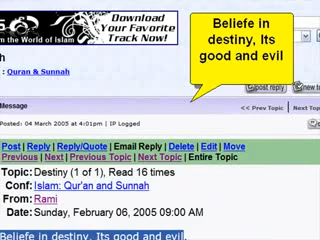 Download
Your Favorite
Track Now!
m the World of Islam
Beliefe in
destiny, Its
good and evil
h
: Quran & Sunnah
post reply
Message
<< Prev Topic | Next Topic
Posted: 04 March 2005 at 4:01pm | IP Logged
Post | Reply | Reply/Quote | Email Reply | Delete | Edit | Move
Previous | Next | Previous Topic | Next Topic | Entire Topic
Topic: Destiny (1 of 1), Read 16 times
Conf: Islam: Qur'an and Sunnah
From: Rami
Date: Sunday, February 06, 2005 09:00 AM
Beliefe in destiny, Its good and evil.